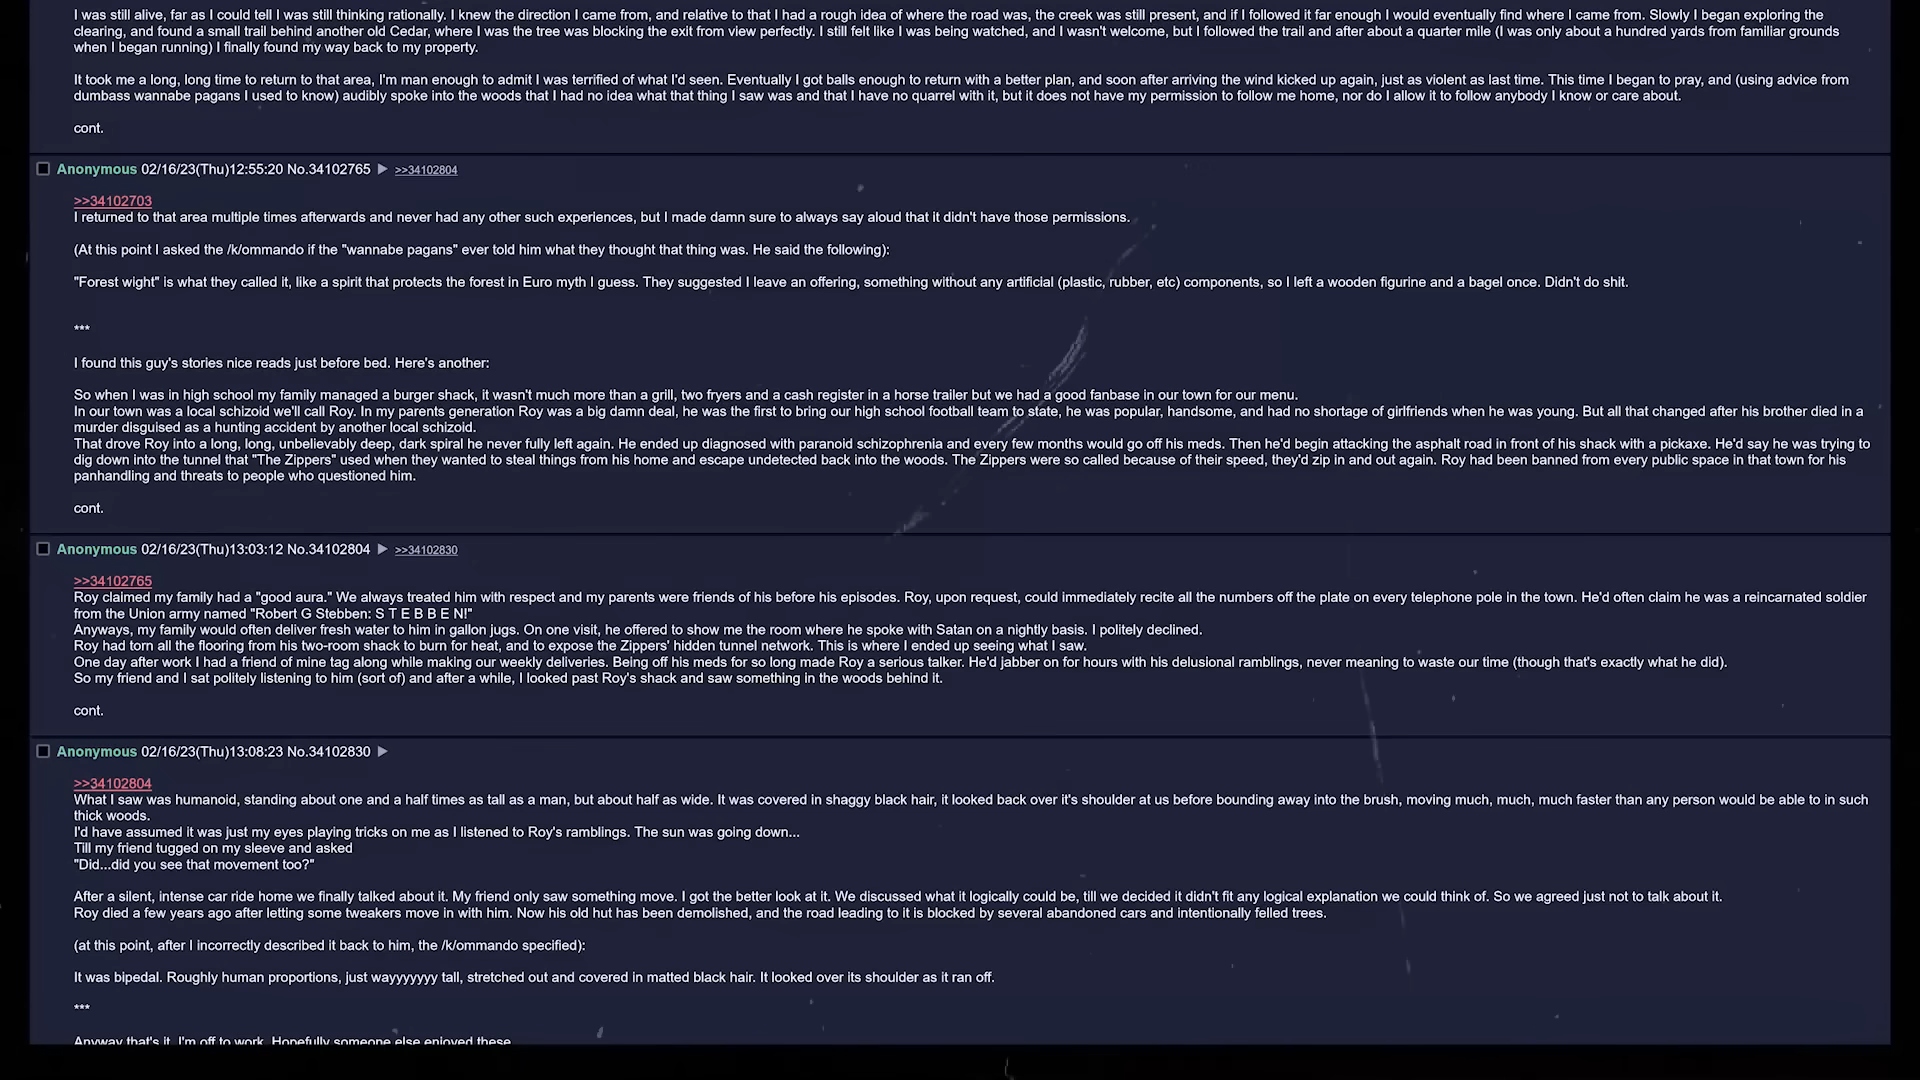 I was still alive, far as I could tell I was still thinking rationally. I knew the direction I came from, and relative to that I had a rough idea of where the road was, the creek was still present, and if I followed it far enough I would eventually find where I came from. Slowly I began exploring the
clearing, and found a small trail behind another old Cedar, where I was the tree was blocking the exit from view perfectly. I still felt like I was being watched, and I wasn't welcome, but I followed the trail and after about a quarter mile (I was only about a hundred yards from familiar grounds
when I began running) I finally found my way back to my property.
It took me a long, long time to return to that area, I'm man enough to admit I was terrified of what I'd seen. Eventually I got balls enough to return with a better plan, and soon after arriving the wind kicked up again, just as violent as last time. This time I began to pray, and (using advice from
dumbass wannabe pagans I used to know) audibly spoke into the woods that I had no idea what that thing I saw was and that I have no quarrel with it, but it does not have my permission to follow me home, nor do I allow it to follow anybody I know or care about.
cont.
Anonymous 02/16/23(Thu)12:55:20 No.34102765 ▶ >>34102804
>>34102703
I returned to that area multiple times afterwards and never had any other such experiences, but I made damn sure to always say aloud that it didn't have those permissions.
(At this point I asked the /k/ommando if the "wannabe pagans" ever told him what they thought that thing was. He said the following):
"Forest wight" is what they called it, like a spirit that protects the forest in Euro myth I guess. They suggested I leave an offering, something without any artificial (plastic, rubber, etc) components, so I left a wooden figurine and a bagel once. Didn't do shit.
***
I found this guy's stories nice reads just before bed. Here's another:
So when I was in high school my family managed a burger shack, it wasn't much more than a grill, two fryers and a cash register in a horse trailer but we had a good fanbase in our town for our menu.
In our town was a local schizoid we'll call Roy. In my parents generation Roy was a big damn deal, he was the first to bring our high school football team to state, he was popular, handsome, and had no shortage of girlfriends when he was young. But all that changed after his brother died in a
murder disguised as a hunting accident by another local schizoid.
That drove Roy into a long, long, unbelievably deep, dark spiral he never fully left again. He ended up diagnosed with paranoid schizophrenia and every few months would go off his meds. Then he'd begin attacking the asphalt road in front of his shack with a pickaxe. He'd say he was trying to
dig down into the tunnel that "The Zippers" used when they wanted to steal things from his home and escape undetected back into the woods. The Zippers were so called because of their speed, they'd zip in and out again. Roy had been banned from every public space in that town for his
panhandling and threats to people who questioned him.
cont.
Anonymous 02/16/23(Thu)13:03:12 No.34102804 ▶ >>34102830
>>34102765
Roy claimed my family had a "good aura." We always treated him with respect and my parents were friends of his before his episodes. Roy, upon request, could immediately recite all the numbers off the plate on every telephone pole in the town. He'd often claim he was a reincarnated soldier
from the Union army named "Robert G Stebben: S T E B B E N!"
Anyways, my family would often deliver fresh water to him in gallon jugs. On one visit, he offered to show me the room where he spoke with Satan on a nightly basis. I politely declined.
Roy had torn all the flooring from his two-room shack to burn for heat, and to expose the Zippers' hidden tunnel network. This is where I ended up seeing what I saw.
One day after work I had a friend of mine tag along while making our weekly deliveries. Being off his meds for so long made Roy a serious talker. He'd jabber on for hours with his delusional ramblings, never meaning to waste our time (though that's exactly what he did).
So my friend and I sat politely listening to him (sort of) and after a while, I looked past Roy's shack and saw something in the woods behind it.
cont.
Anonymous 02/16/23(Thu)13:08:23 No.34102830 ▶
>>34102804
What I saw was humanoid, standing about one and a half times as tall as a man, but about half as wide. It was covered in shaggy black hair, it looked back over it's shoulder at us before bounding away into the brush, moving much, much, much faster than any person would be able to in such
thick woods.
I'd have assumed it was just my eyes playing tricks on me as I listened to Roy's ramblings. The sun was going down...
Till my friend tugged on my sleeve and asked
"Did...did you see that movement too?"
After a silent, intense car ride home we finally talked about it. My friend only saw something move. I got the better look at it. We discussed what it logically could be, till we decided it didn't fit any logical explanation we could think of. So we agreed just not to talk about it.
Roy died a few years ago after letting some tweakers move in with him. Now his old hut has been demolished, and the road leading to it is blocked by several abandoned cars and intentionally felled trees.
(at this point, after I incorrectly described it back to him, the /k/ommando specified):
It was bipedal. Roughly human proportions, just wayyyyyyy tall, stretched out and covered in matted black hair. It looked over its shoulder as it ran off.
***
Anyway that's it, I'm off to work. Hopefully someone else enjoyed these.